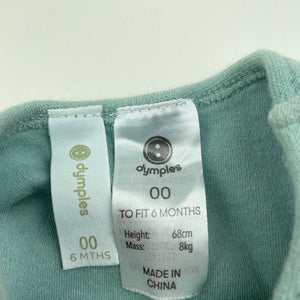 dymples
00
6 MTHS
dymples
00
TO FIT 6 MONTHS
Height: 68cm
Mass: 8kg
MADE IN
CHINA